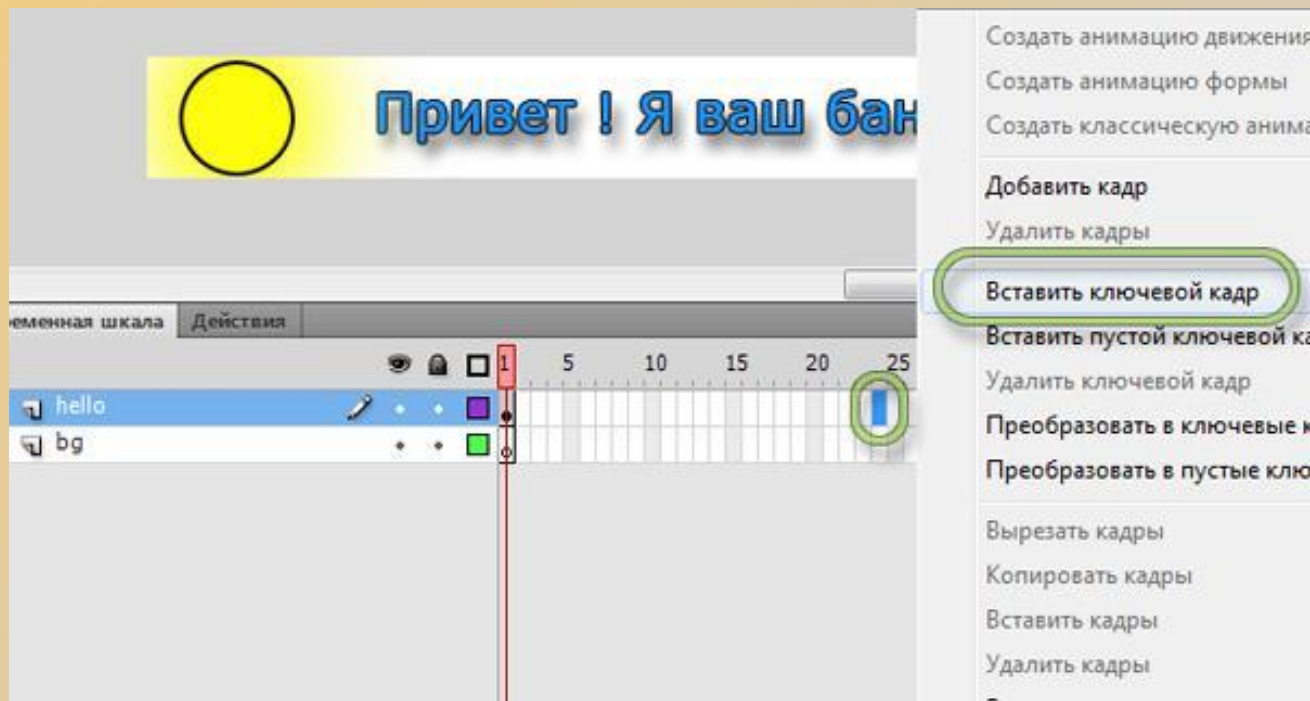 Привет ! Я ваш бан
еменная шкала Действия
1 5 10 15 20 25
hello
bg
Создать анимацию движения
Создать анимацию формы
Создать классическую анима
Добавить кадр
Удалить кадры
Вставить ключевой кадр
Вставить пустой ключевой ка
Удалить ключевой кадр
Преобразовать в ключевые к
Преобразовать в пустые клю
Вырезать кадры
Копировать кадры
Вставить кадры
Удалить кадры